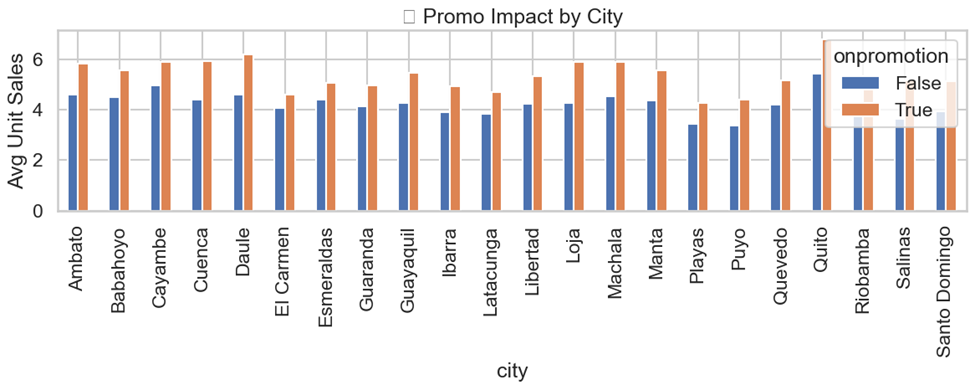 Promo Impact by City
Avg Unit Sales
6
4
2
0
onpromotion
False
True
Ambato
Babahoyo
Cayambe
Cuenca
Daule
El Carmen
Esmeraldas
Guaranda
Guayaquil
Ibarra
Latacunga
Libertad
Loja
Machala
Manta
Playas
Puyo
Quevedo
Quito
Riobamba
Salinas
Santo Domingo
city